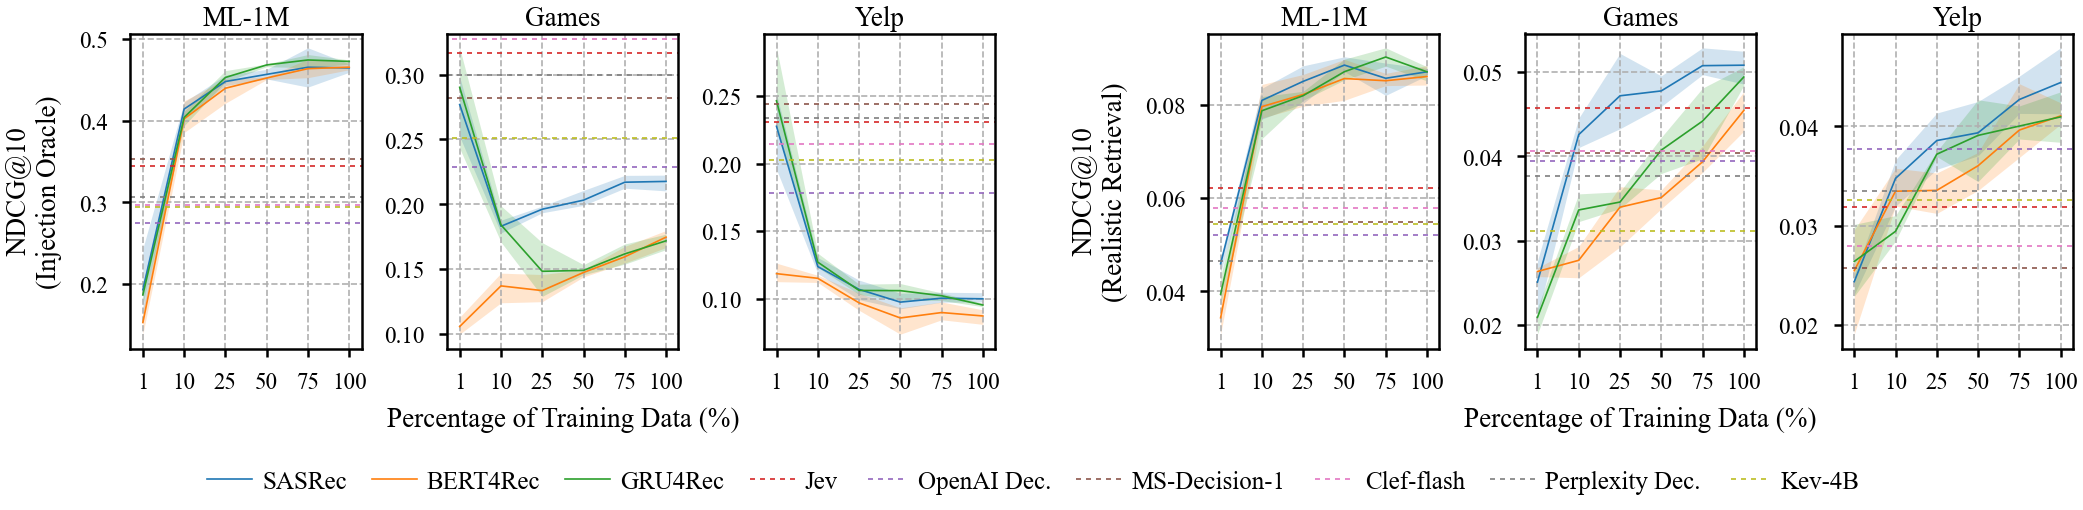 ML-1M Games Yelp ML-1M Games Yelp
NDCG@10
(Injection Oracle)
0.5
0.4
0.3
0.2
0.30
0.25
0.20
0.15
0.10
0.25
0.20
0.15
0.10
NDCG@10
(Realistic Retrieval)
0.08
0.06
0.04
0.05
0.04
0.03
0.02
0.04
0.03
0.02
1 10 25 50 75 100 1 10 25 50 75 100 1 10 25 50 75 100 1 10 25 50 75 100 1 10 25 50 75 100 1 10 25 50 75 100
Percentage of Training Data (%) Percentage of Training Data (%)
SASRec BERT4Rec GRU4Rec Jev OpenAI Dec. MS-Decision-1 Clef-flash Perplexity Dec. Kev-4B